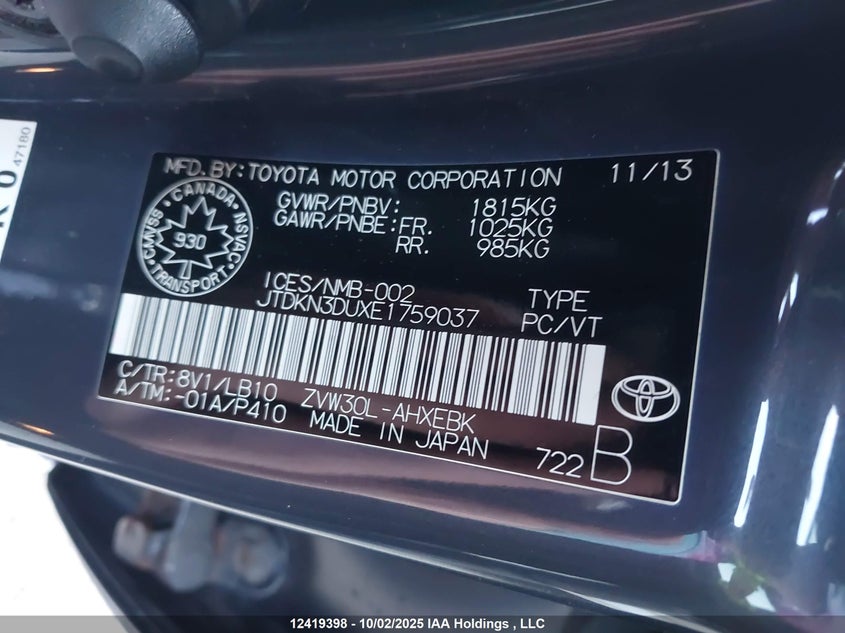 47180
MFD.BY:TOYOTA MOTOR CORPORATION 11/13
GVWR/PNBV: 1815KG
GAWR/PNBE:FR. 1025KG
RR. 985KG
CANADA
CMVSS NSVAC
930
TRANSPORT
ICES/NMB-002
JTDKN3DUXE1759037
TYPE
PC/VT
C/TR:8V1/LB10 ZVW30L-AHXEBK
A/TM:-01A/P410 MADE IN JAPAN
722B
12419398 - 10/02/2025 IAA Holdings , LLC